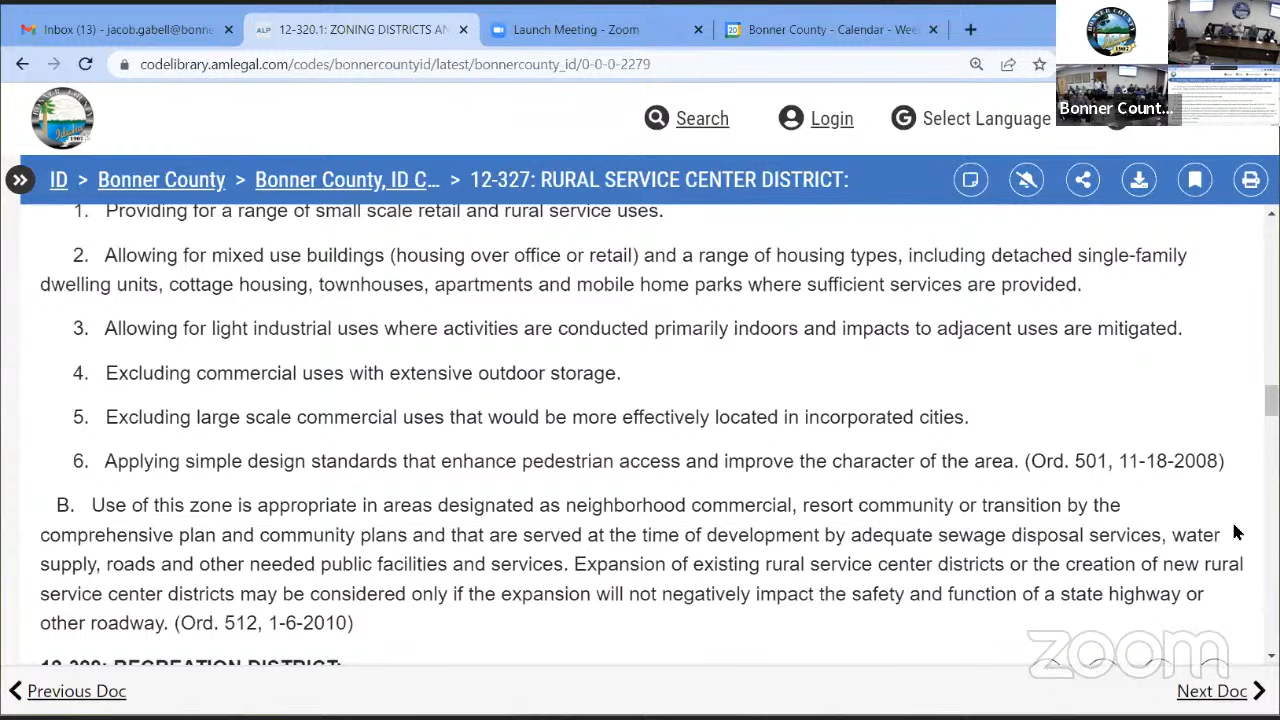 Inbox (13) - jacob.gabell@bonne
ALP 12-320.1: ZONING DISTRICTS AN
Launch Meeting - Zoom
20 Bonner County - Calendar - Wee
codelibrary.amlegal.com/codes/bonnercounty/latest/bonnercounty_id/0-0-0-2279
1907
Bonner Count...
Search
Login
G Select Language
ID > Bonner County > Bonner County, ID C... > 12-327: RURAL SERVICE CENTER DISTRICT:
1. Providing for a range of small scale retail and rural service uses.
2. Allowing for mixed use buildings (housing over office or retail) and a range of housing types, including detached single-family
dwelling units, cottage housing, townhouses, apartments and mobile home parks where sufficient services are provided.
3. Allowing for light industrial uses where activities are conducted primarily indoors and impacts to adjacent uses are mitigated.
4. Excluding commercial uses with extensive outdoor storage.
5. Excluding large scale commercial uses that would be more effectively located in incorporated cities.
6. Applying simple design standards that enhance pedestrian access and improve the character of the area. (Ord. 501, 11-18-2008)
B. Use of this zone is appropriate in areas designated as neighborhood commercial, resort community or transition by the
comprehensive plan and community plans and that are served at the time of development by adequate sewage disposal services, water
supply, roads and other needed public facilities and services. Expansion of existing rural service center districts or the creation of new rural
service center districts may be considered only if the expansion will not negatively impact the safety and function of a state highway or
other roadway. (Ord. 512, 1-6-2010)
12-328: RECREATION DISTRICT:
zoom
Previous Doc
Next Doc